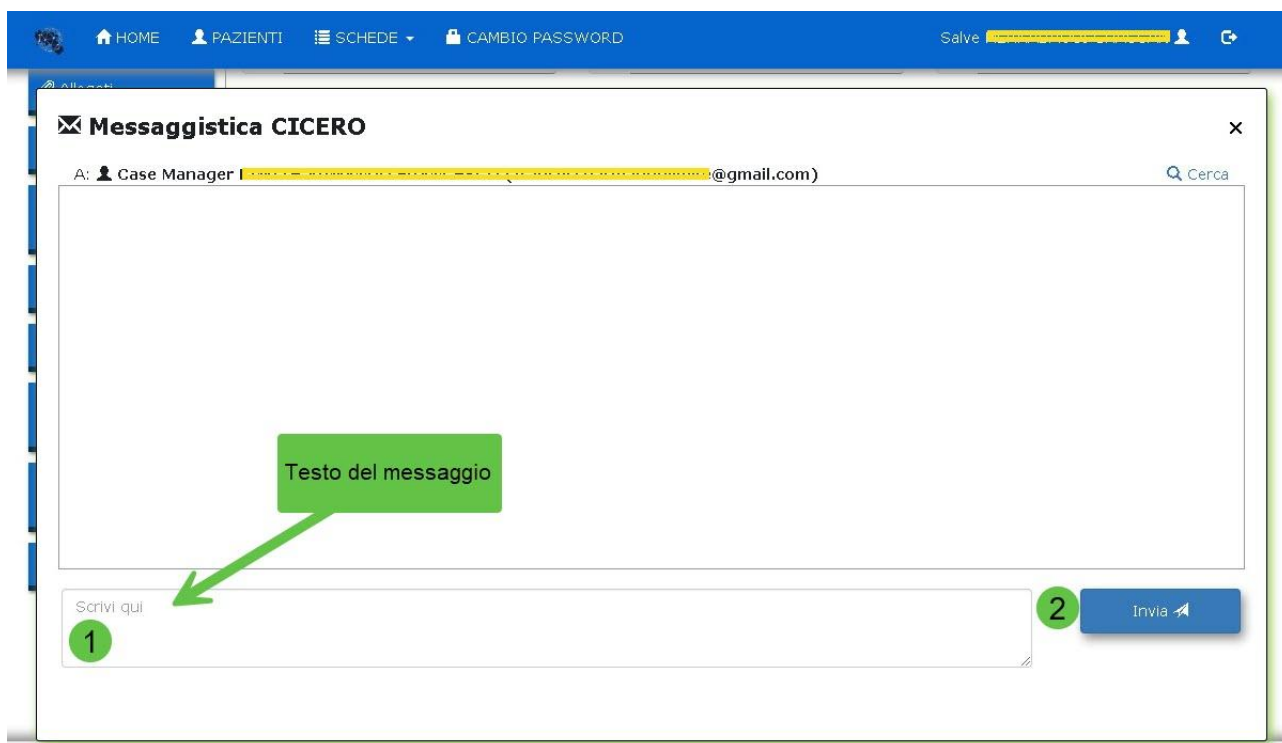 HOME PAZIENTI SCHEDE CAMBIO PASSWORD Salve
Allegati
Messaggistica CICERO ×
A: Case Manager @gmail.com) Cerca
Testo del messaggio
Scrivi qui
1
2 Invia